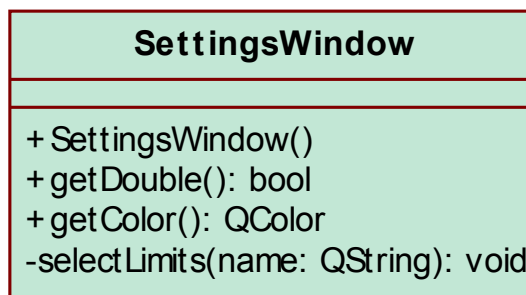 SettingsWindow
+ SettingsWindow()
+ getDouble(): bool
+ getColor(): QColor
-selectLimits(name: QString): void